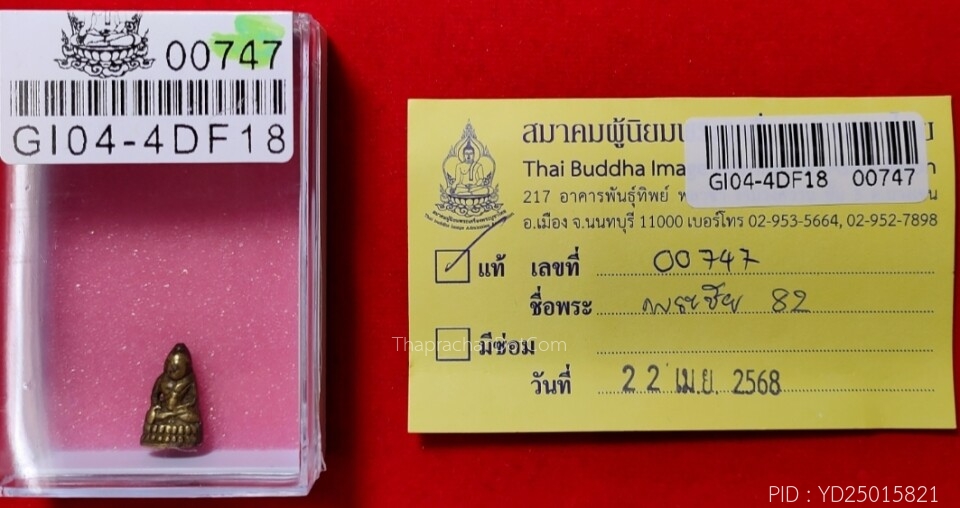 00747
GI04-4DF18
สมาคมผู้นิยม
Thai Buddha Ima
GI04-4DF18 00747
217 อาคารพันธุ์ทิพย์
อ.เมือง จ.นนทบุรี 11000 เบอร์โทร 02-953-5664, 02-952-7898
แท้ เลขที่ 00747
ชื่อพระ พระชัย 82
มีซ่อม
วันที่ 22 เม.ย. 2568
PID : YD25015821